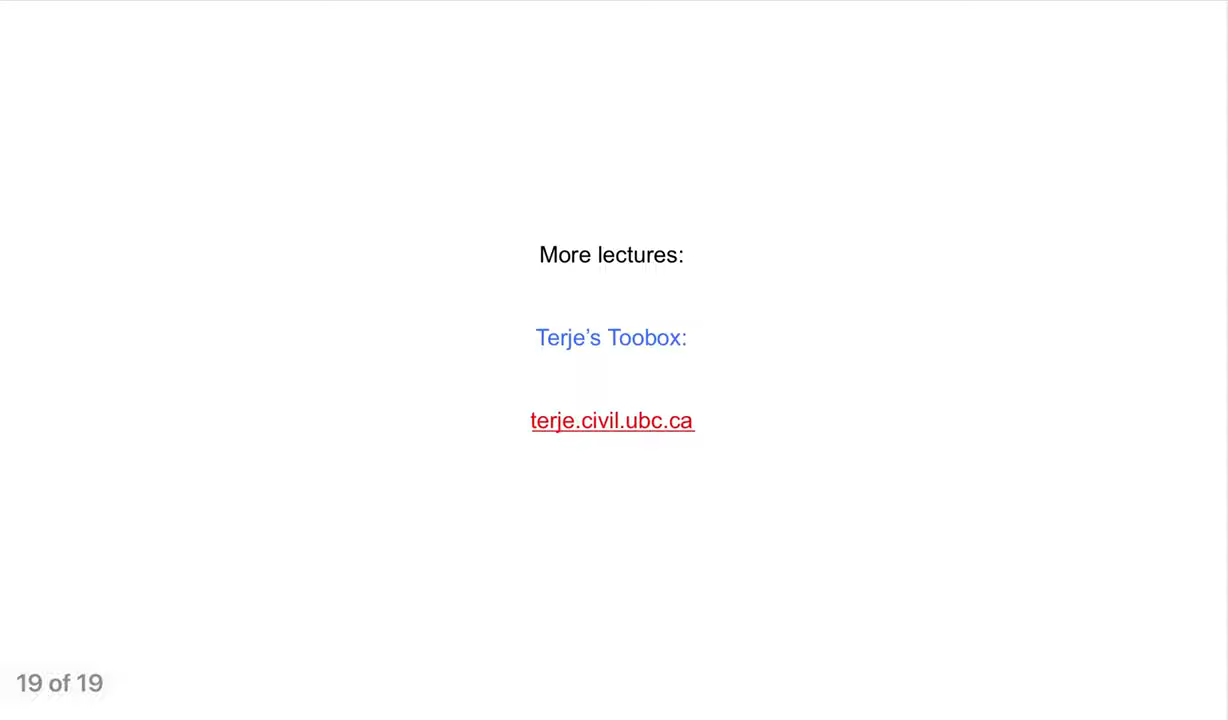 More lectures:
Terje’s Toobox:
terje.civil.ubc.ca
19 of 19